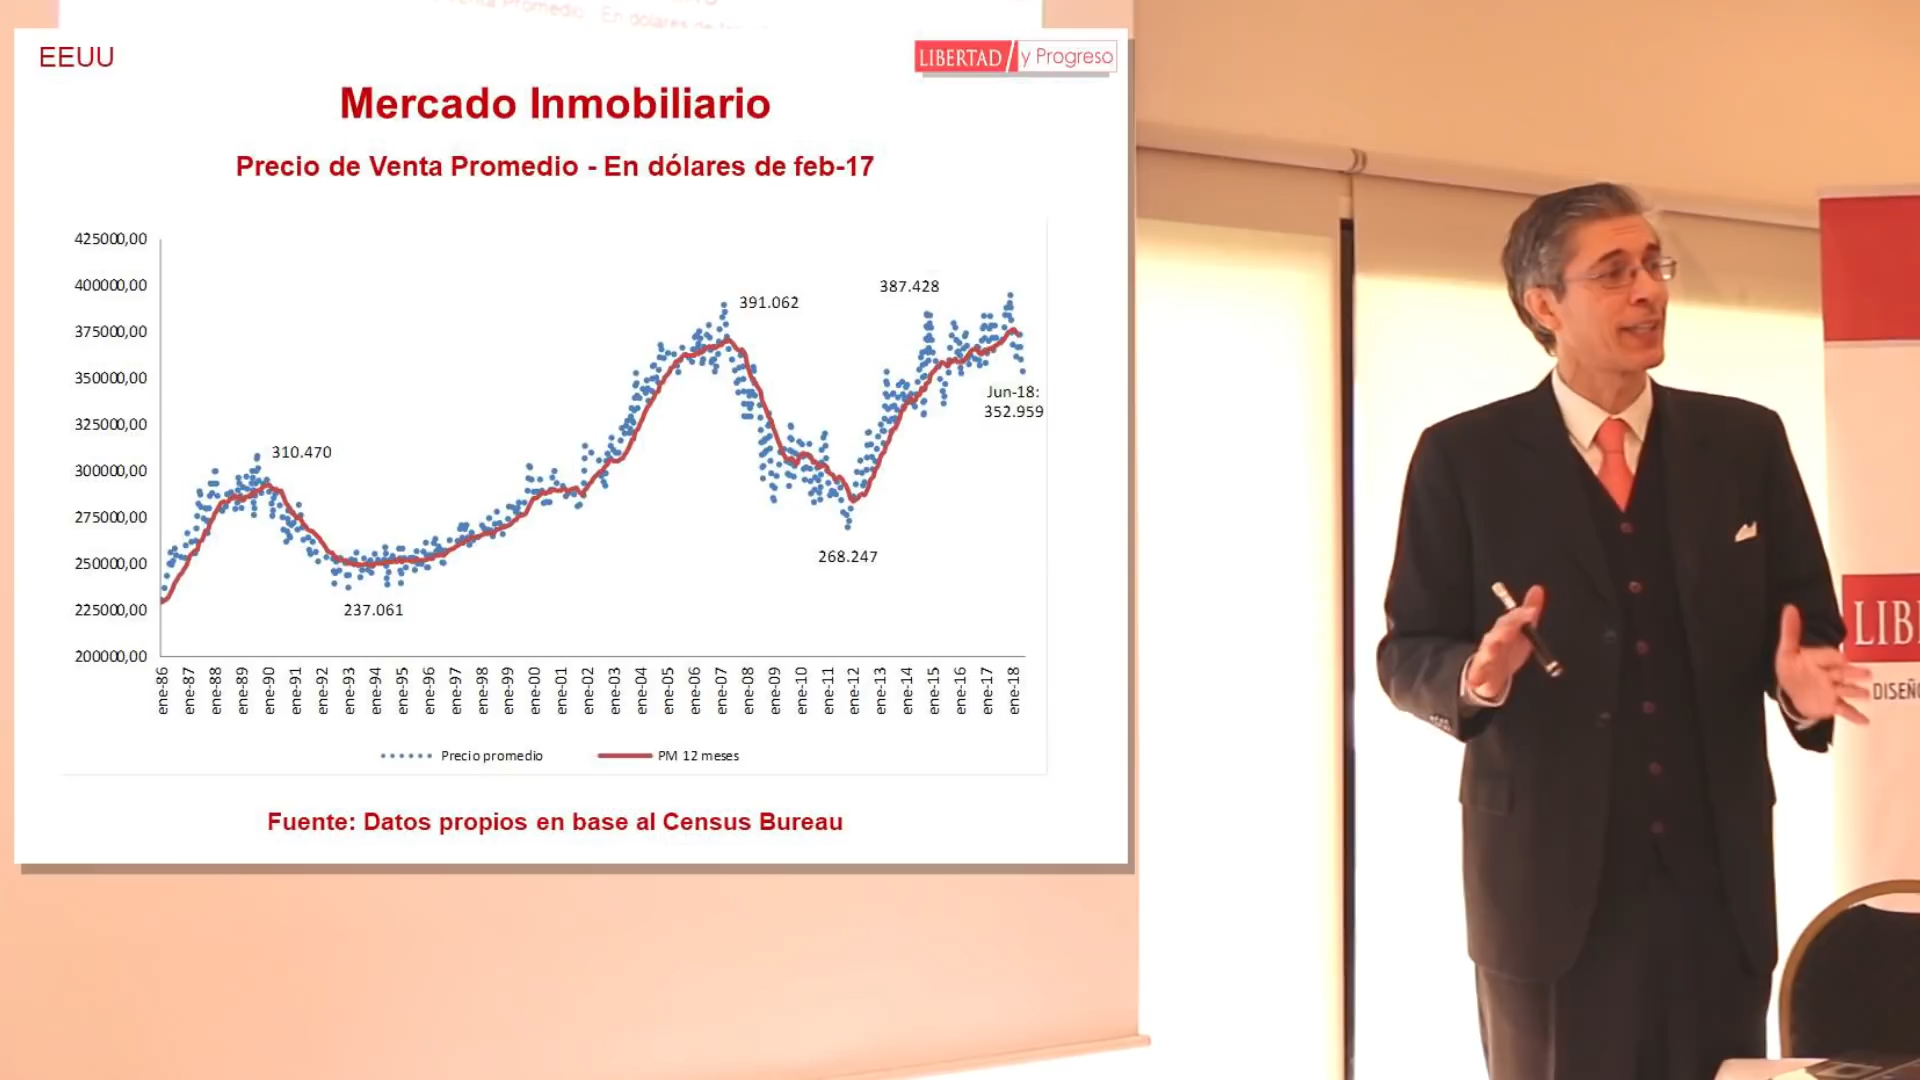 EEUU
LIBERTAD y Progreso
Mercado Inmobiliario
Precio de Venta Promedio - En dólares de feb-17
425000,00
400000,00
375000,00
350000,00
325000,00
300000,00
275000,00
250000,00
225000,00
200000,00
310.470
237.061
391.062
268.247
387.428
Jun-18:
352.959
ene-86
ene-87
ene-88
ene-89
ene-90
ene-91
ene-92
ene-93
ene-94
ene-95
ene-96
ene-97
ene-98
ene-99
ene-00
ene-01
ene-02
ene-03
ene-04
ene-05
ene-06
ene-07
ene-08
ene-09
ene-10
ene-11
ene-12
ene-13
ene-14
ene-15
ene-16
ene-17
ene-18
Precio promedio PM 12 meses
Fuente: Datos propios en base al Census Bureau
LIB
DISEÑ